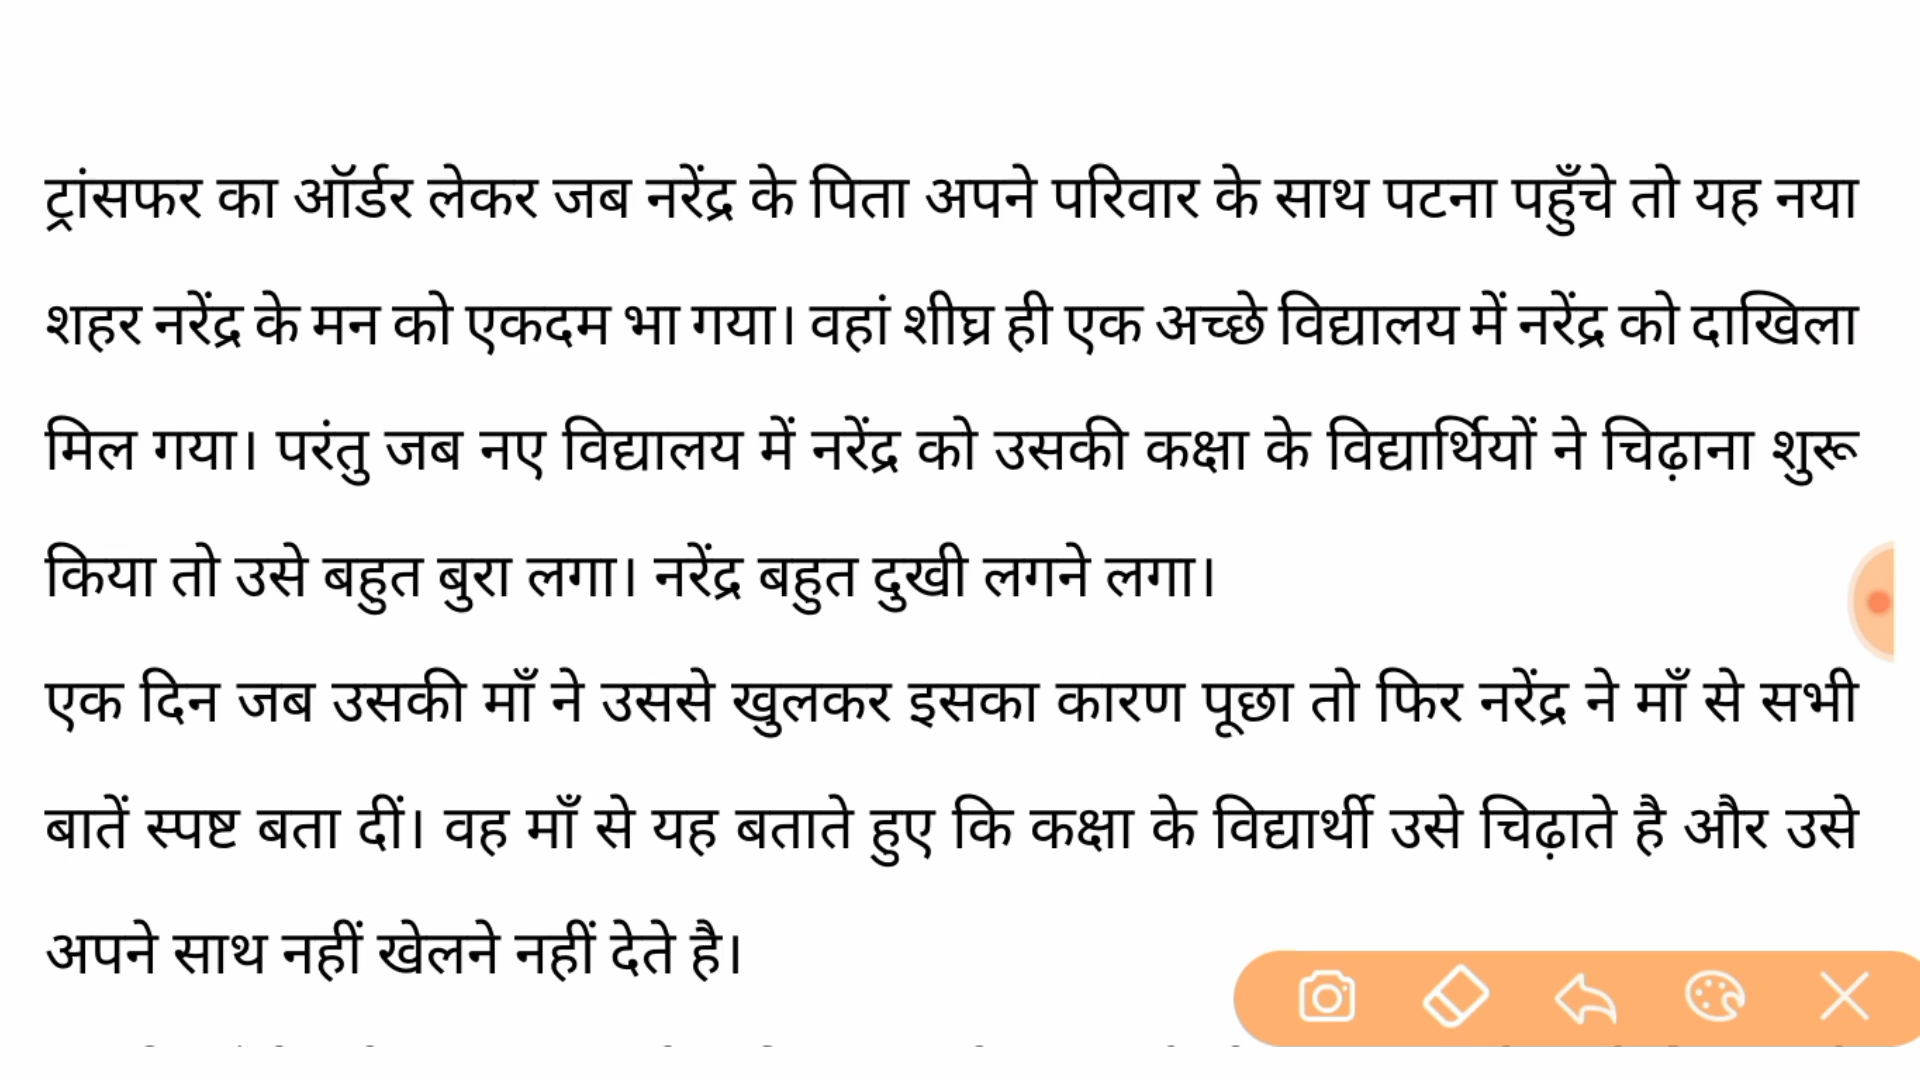 ट्रांसफर का ऑर्डर लेकर जब नरेंद्र के पिता अपने परिवार के साथ पटना पहुँचे तो यह नया
शहर नरेंद्र के मन को एकदम भा गया। वहां शीघ्र ही एक अच्छे विद्यालय में नरेंद्र को दाखिला
मिल गया। परंतु जब नए विद्यालय में नरेंद्र को उसकी कक्षा के विद्यार्थियों ने चिढ़ाना शुरू
किया तो उसे बहुत बुरा लगा। नरेंद्र बहुत दुखी लगने लगा।
एक दिन जब उसकी माँ ने उससे खुलकर इसका कारण पूछा तो फिर नरेंद्र ने माँ से सभी
बातें स्पष्ट बता दीं। वह माँ से यह बताते हुए कि कक्षा के विद्यार्थी उसे चिढ़ाते है और उसे
अपने साथ नहीं खेलने नहीं देते है।